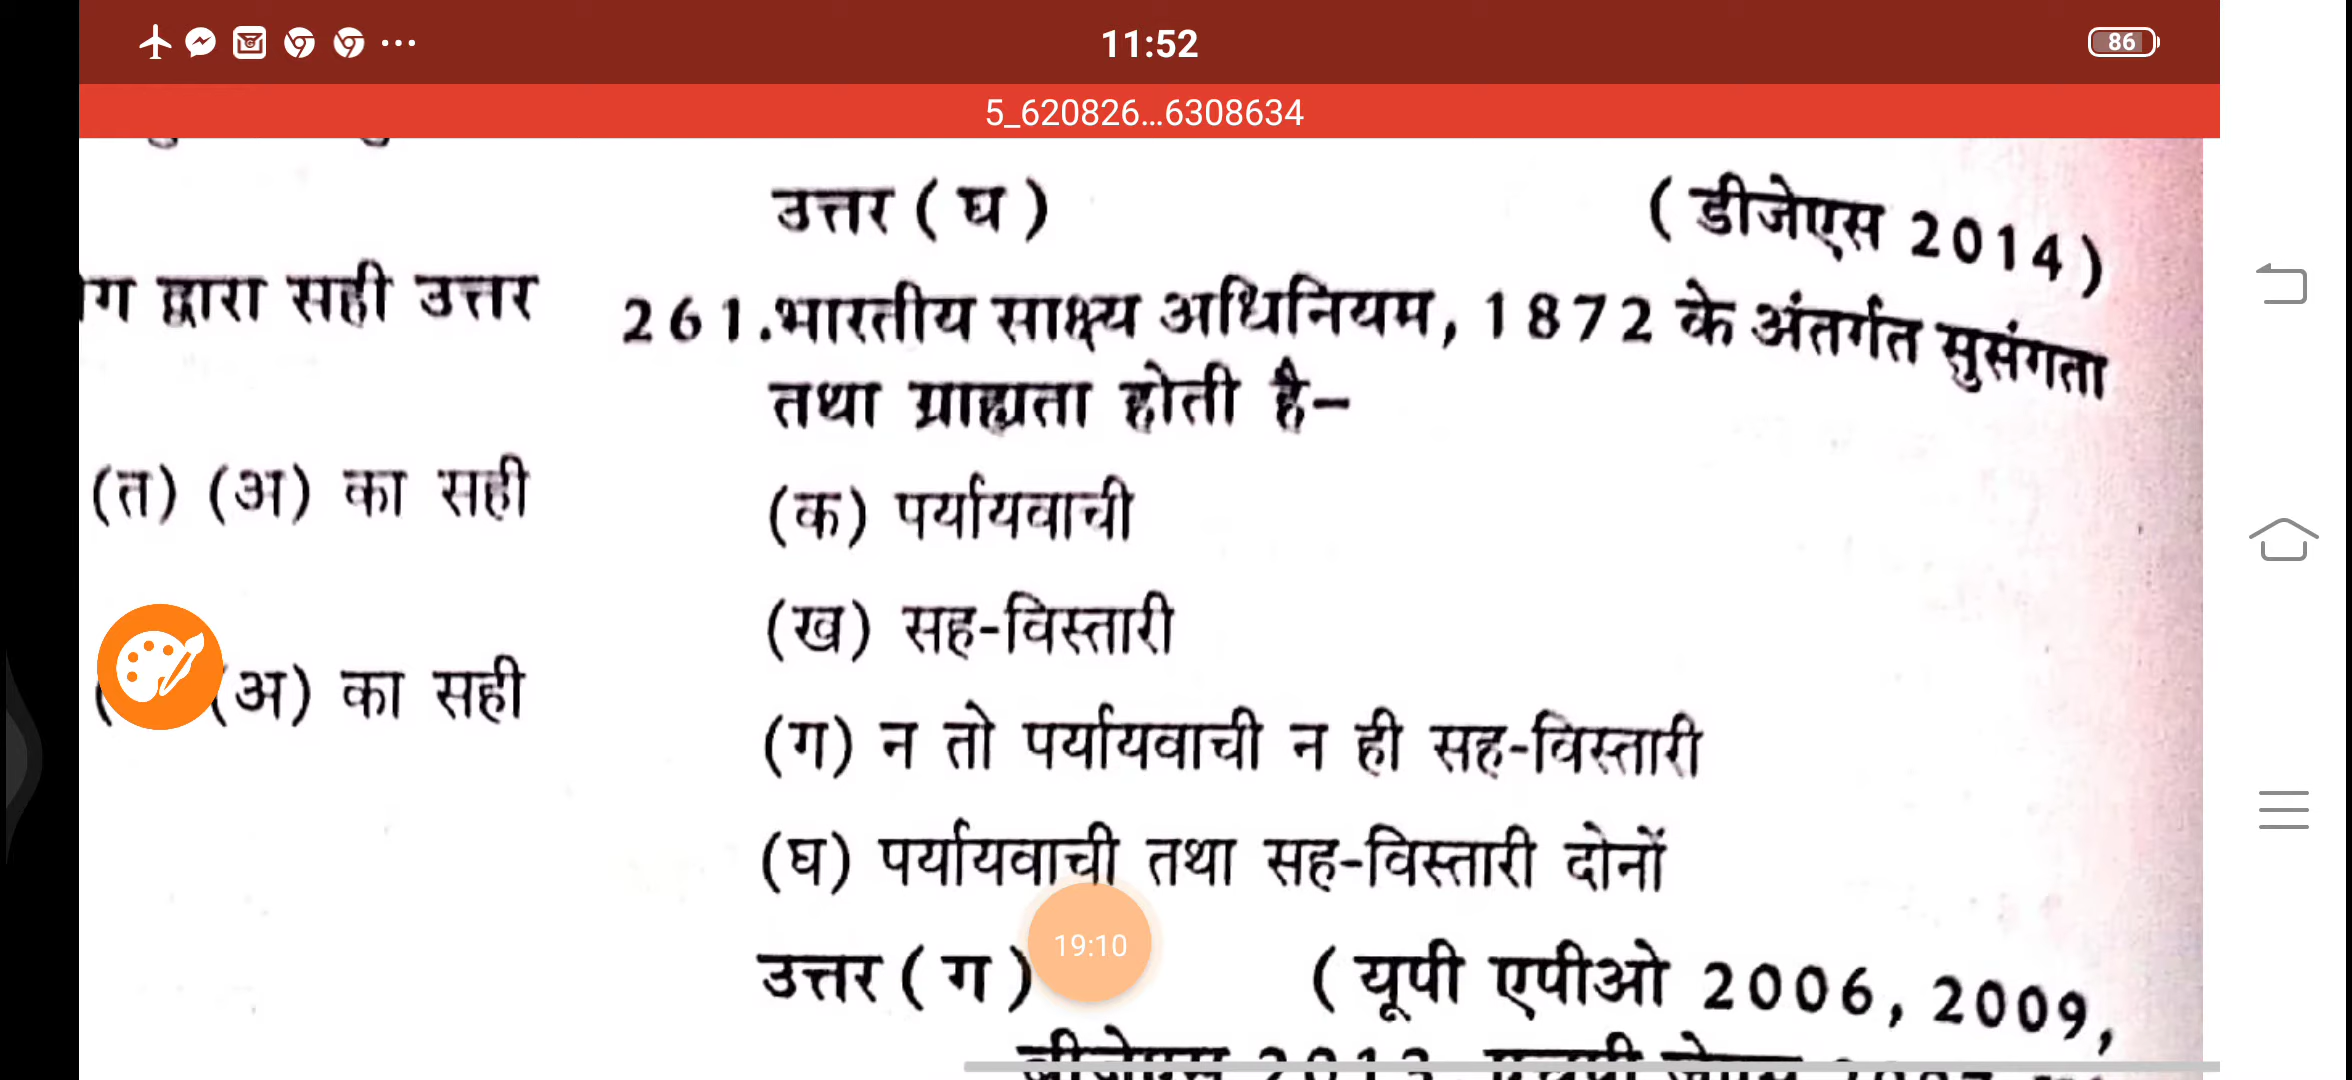 11:52
86
5_620826...6308634
उत्तर ( घ ) ( डीजेएस 2014 )
ग द्वारा सही उत्तर
(त) (अ) का सही
(अ) का सही
261.भारतीय साक्ष्य अधिनियम, 1872 के अंतर्गत सुसंगता
तथा ग्राह्यता होती है–
(क) पर्यायवाची
(ख) सह-विस्तारी
(ग) न तो पर्यायवाची न ही सह-विस्तारी
(घ) पर्यायवाची तथा सह-विस्तारी दोनों
19:10
उत्तर ( ग ) ( यूपी एपीओ 2006, 2009,